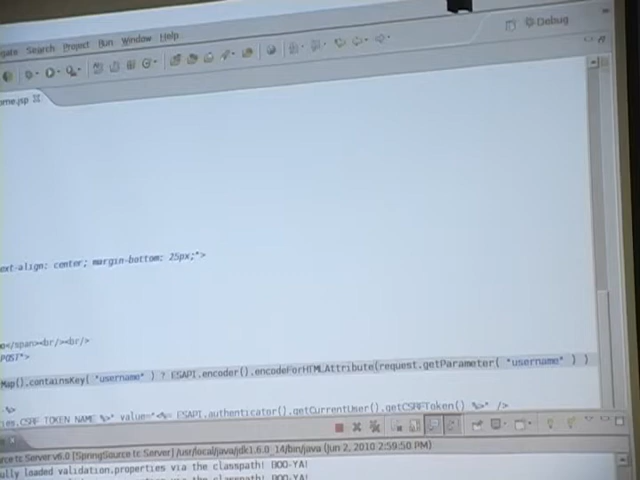 gate Search Project Run Window Help
Debug
ome.jsp
ext-align: center; margin-bottom: 25px;">
</span><br/><br/>
POST">
Map().containsKey( "username" ) ? ESAPI.encoder().encodeForHTMLAttribute(request.getParameter( "username" ) )
%>
ies.CSRF_TOKEN_NAME %>" value="<%= ESAPI.authenticator().getCurrentUser().getCSRFToken() %>" />
rce tc Server v6.0 [SpringSource tc Server] /usr/local/java/jdk1.6.0_14/bin/java (Jun 2, 2010 2:59:50 PM)
ully loaded validation.properties via the classpath! BOO-YA!